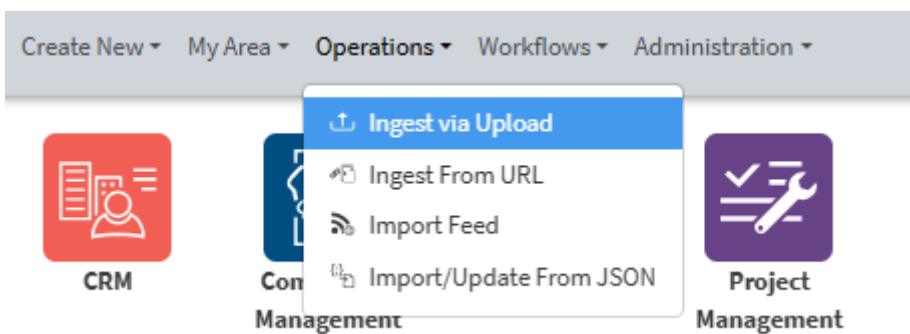 Create New My Area Operations Workflows Administration
Ingest via Upload
Ingest From URL
Import Feed
Import/Update From JSON
CRM
Project
Management
Management